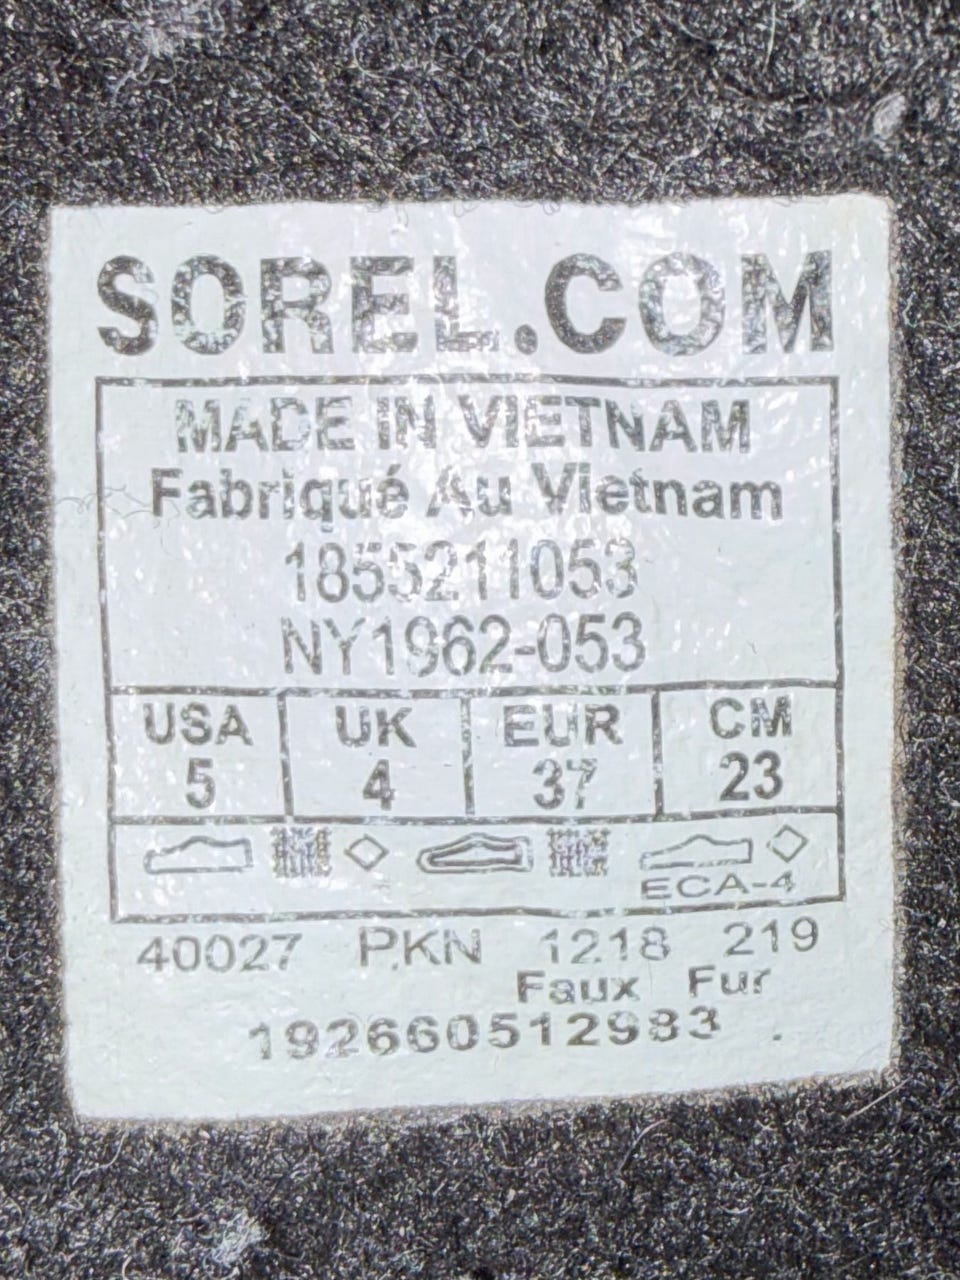 SOREL.COM
MADE IN VIETNAM
Fabriqué Au Vietnam
1855211053
NY1962-053
USA UK EUR CM
5 4 37 23
ECA-4
40027 P.KN 1218 219
Faux Fur
192660512983